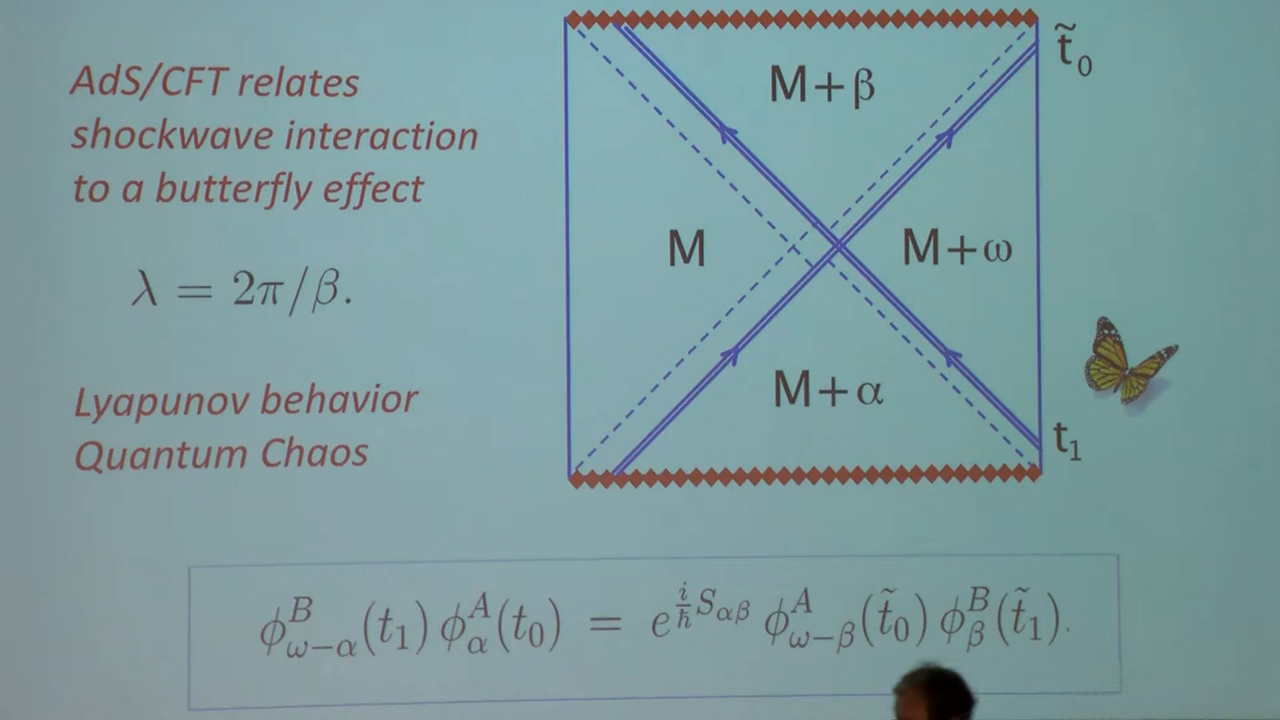 AdS/CFT relates
shockwave interaction
to a butterfly effect
λ = 2π/β.
Lyapunov behavior
Quantum Chaos
t̃₀
M+β
M
M+ω
M+α
t₁
ϕ^B_{ω−α}(t₁) ϕ^A_α(t₀) = e^{i/ħ S_{αβ}} ϕ^A_{ω−β}(t̃₀) ϕ^B_β(t̃₁).